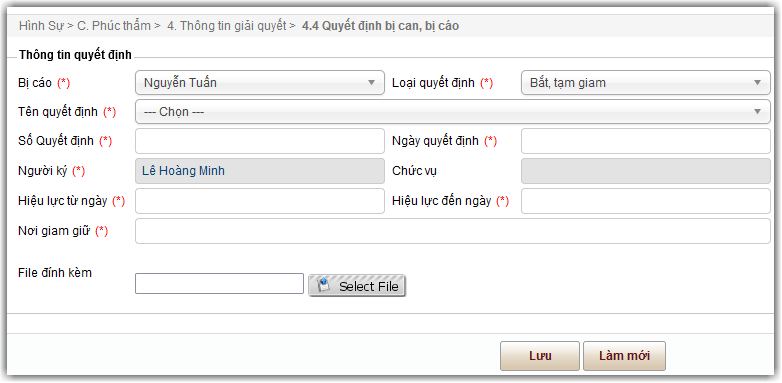 Hình Sự > C. Phúc thẩm > 4. Thông tin giải quyết > 4.4 Quyết định bị can, bị cáo
Thông tin quyết định
Bị cáo (*) Nguyễn Tuấn Loại quyết định (*) Bắt, tạm giam
Tên quyết định (*) --- Chọn ---
Số Quyết định (*) Ngày quyết định (*)
Người ký (*) Lê Hoàng Minh Chức vụ
Hiệu lực từ ngày (*) Hiệu lực đến ngày (*)
Nơi giam giữ (*)
File đính kèm Select File
Lưu Làm mới